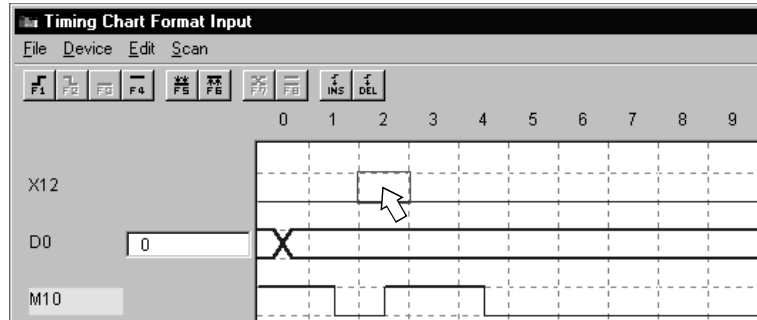 Timing Chart Format Input
File Device Edit Scan
F1 F2 F3 F4 F5 F6 F7 F8 INS DEL
0 1 2 3 4 5 6 7 8 9
X12
D0 0
M10